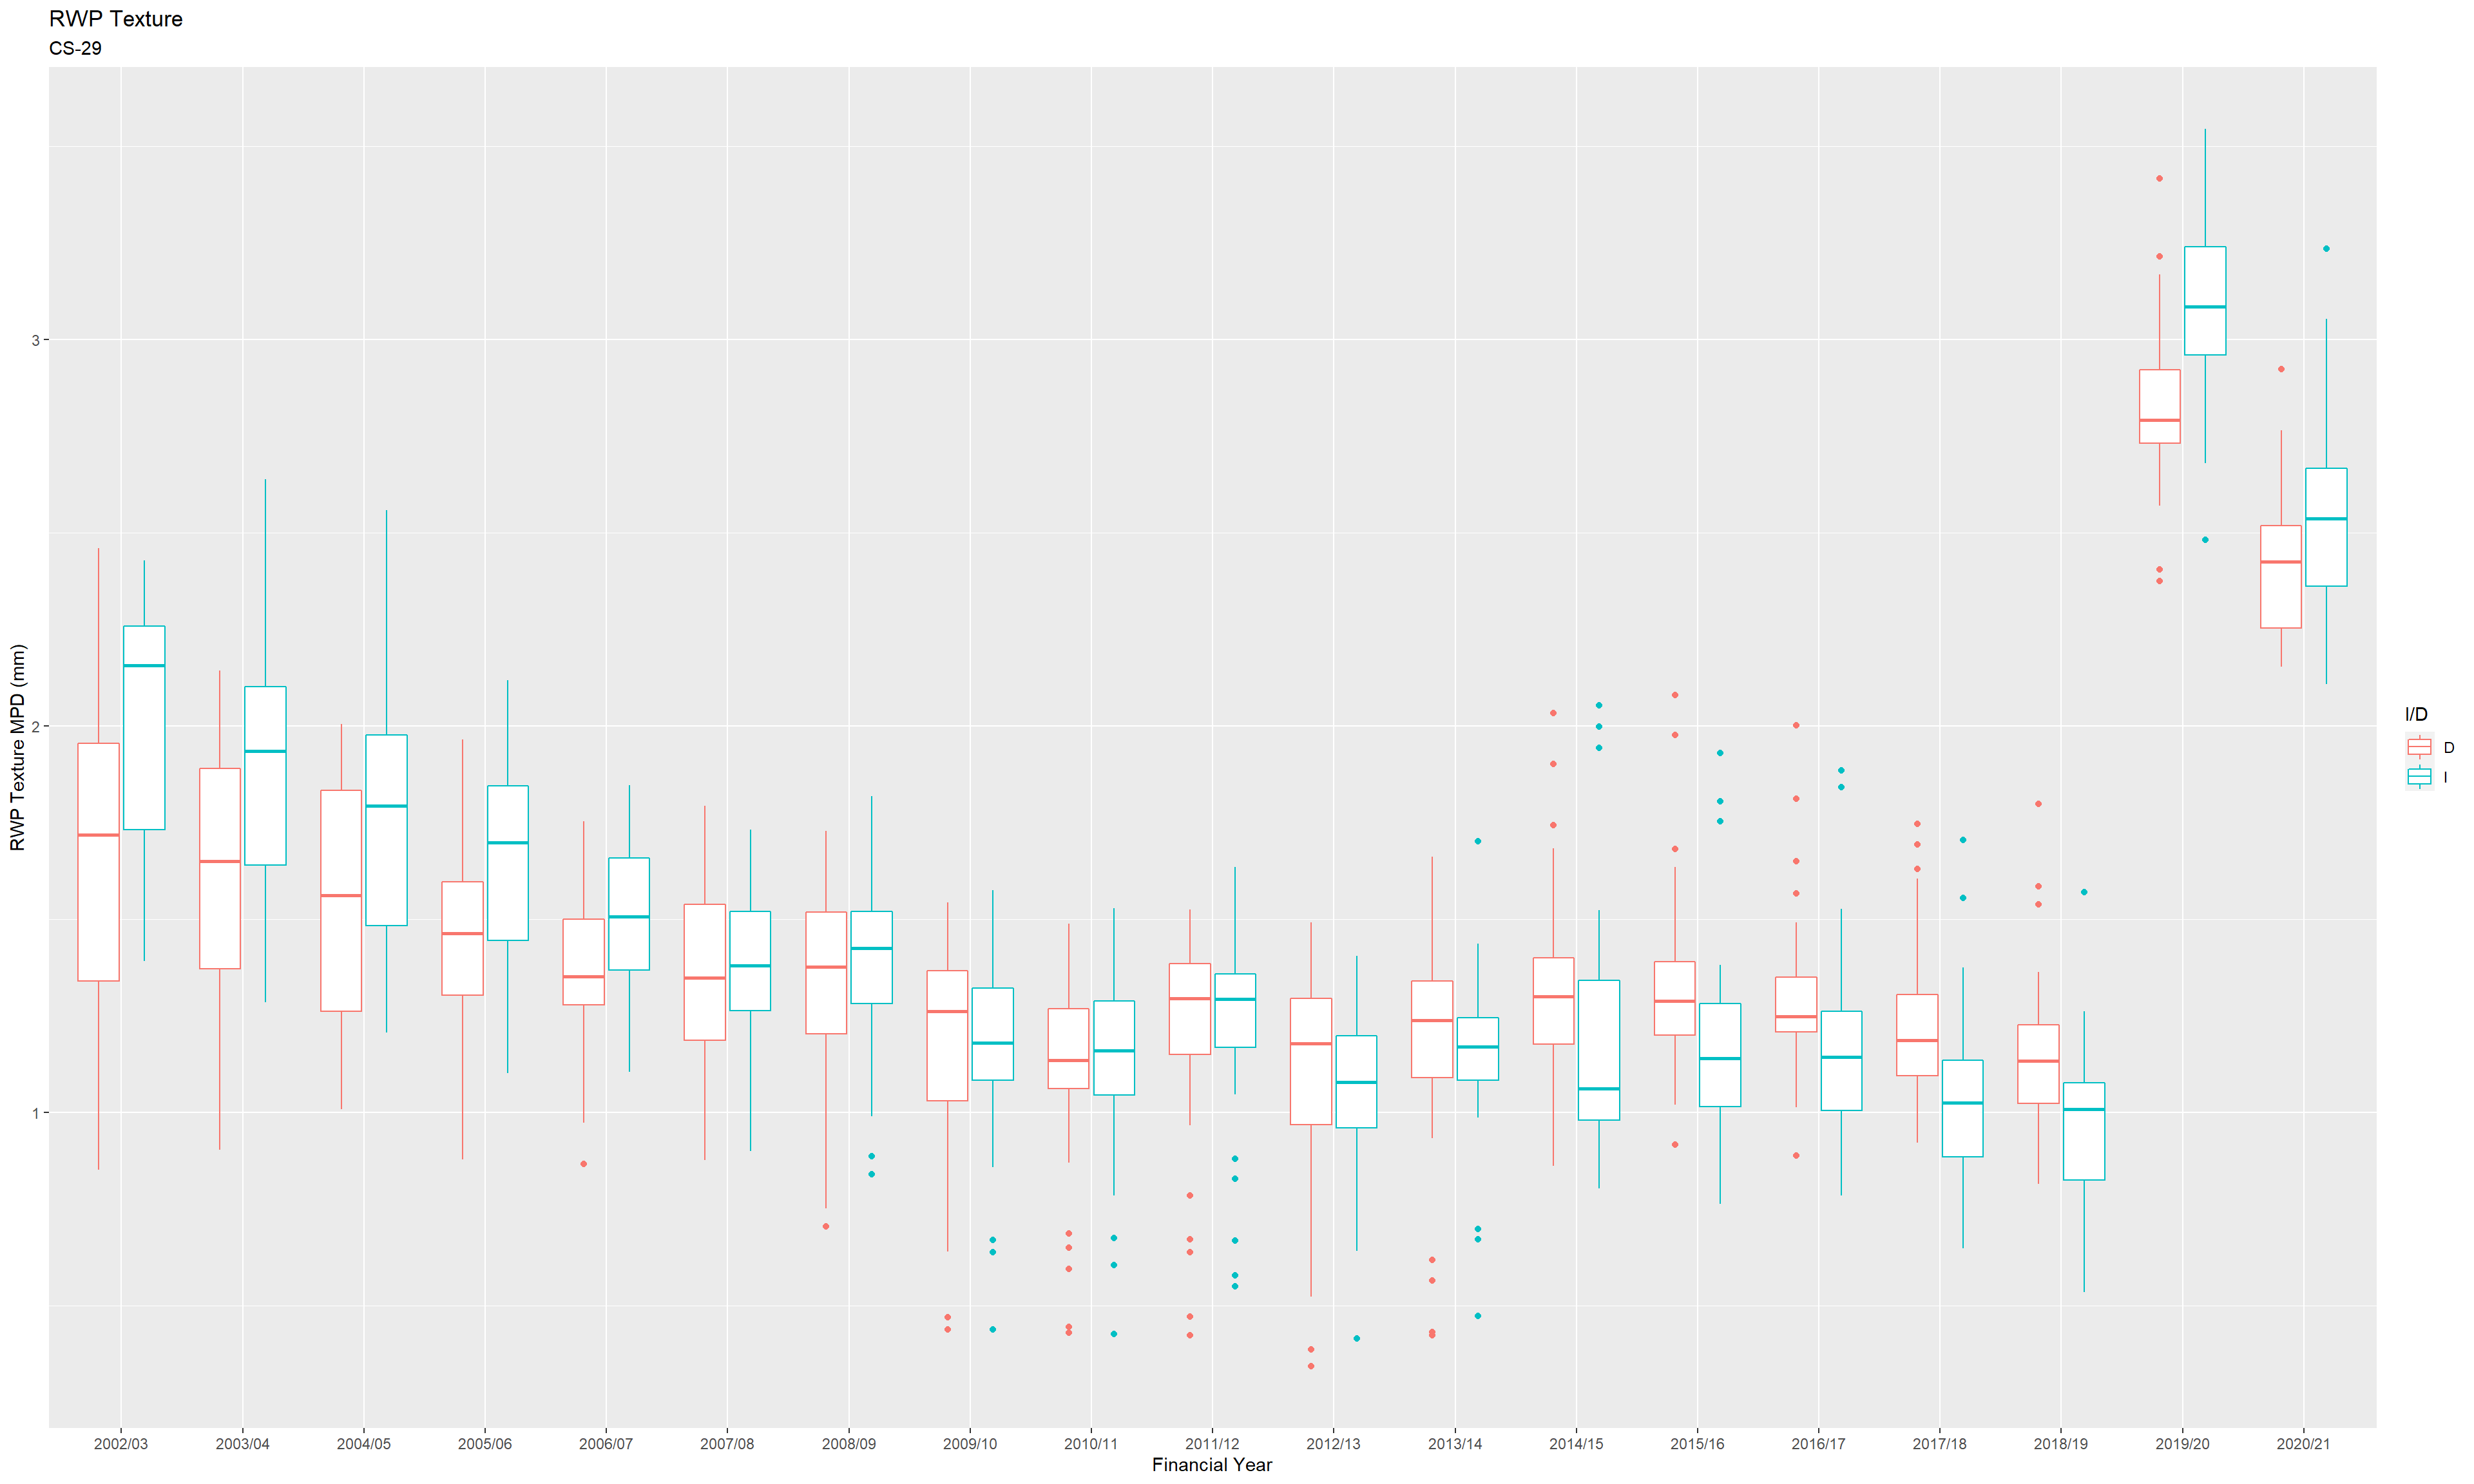 RWP Texture
CS-29
RWP Texture MPD (mm)
3
2
1
2002/03 2003/04 2004/05 2005/06 2006/07 2007/08 2008/09 2009/10 2010/11 2011/12 2012/13 2013/14 2014/15 2015/16 2016/17 2017/18 2018/19 2019/20 2020/21
Financial Year
I/D
D
I